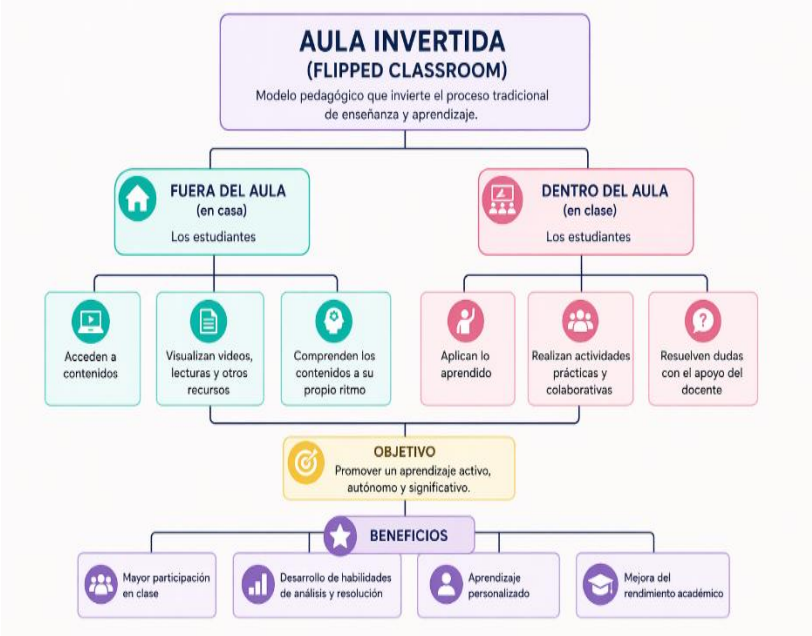 AULA INVERTIDA
(FLIPPED CLASSROOM)
Modelo pedagógico que invierte el proceso tradicional
de enseñanza y aprendizaje.
FUERA DEL AULA
(en casa)
Los estudiantes
DENTRO DEL AULA
(en clase)
Los estudiantes
Acceden a
contenidos
Visualizan videos,
lecturas y otros
recursos
Comprenden los
contenidos a su
propio ritmo
Aplican lo
aprendido
Realizan actividades
prácticas y
colaborativas
Resuelven dudas
con el apoyo del
docente
OBJETIVO
Promover un aprendizaje activo,
autónomo y significativo.
BENEFICIOS
Mayor participación
en clase
Desarrollo de habilidades
de análisis y resolución
Aprendizaje
personalizado
Mejora del
rendimiento académico